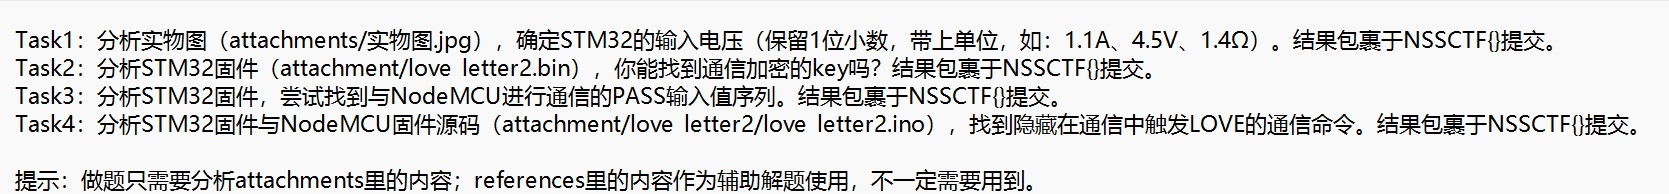 Task1：分析实物图（attachments/实物图.jpg），确定STM32的输入电压（保留1位小数，带上单位，如：1.1A、4.5V、1.4Ω）。结果包裹于NSSCTF{}提交。
Task2：分析STM32固件（attachment/love letter2.bin），你能找到通信加密的key吗？结果包裹于NSSCTF{}提交。
Task3：分析STM32固件，尝试找到与NodeMCU进行通信的PASS输入值序列。结果包裹于NSSCTF{}提交。
Task4：分析STM32固件与NodeMCU固件源码（attachment/love letter2/love letter2.ino），找到隐藏在通信中触发LOVE的通信命令。结果包裹于NSSCTF{}提交。
提示：做题只需要分析attachments里的内容；references里的内容作为辅助解题使用，不一定需要用到。